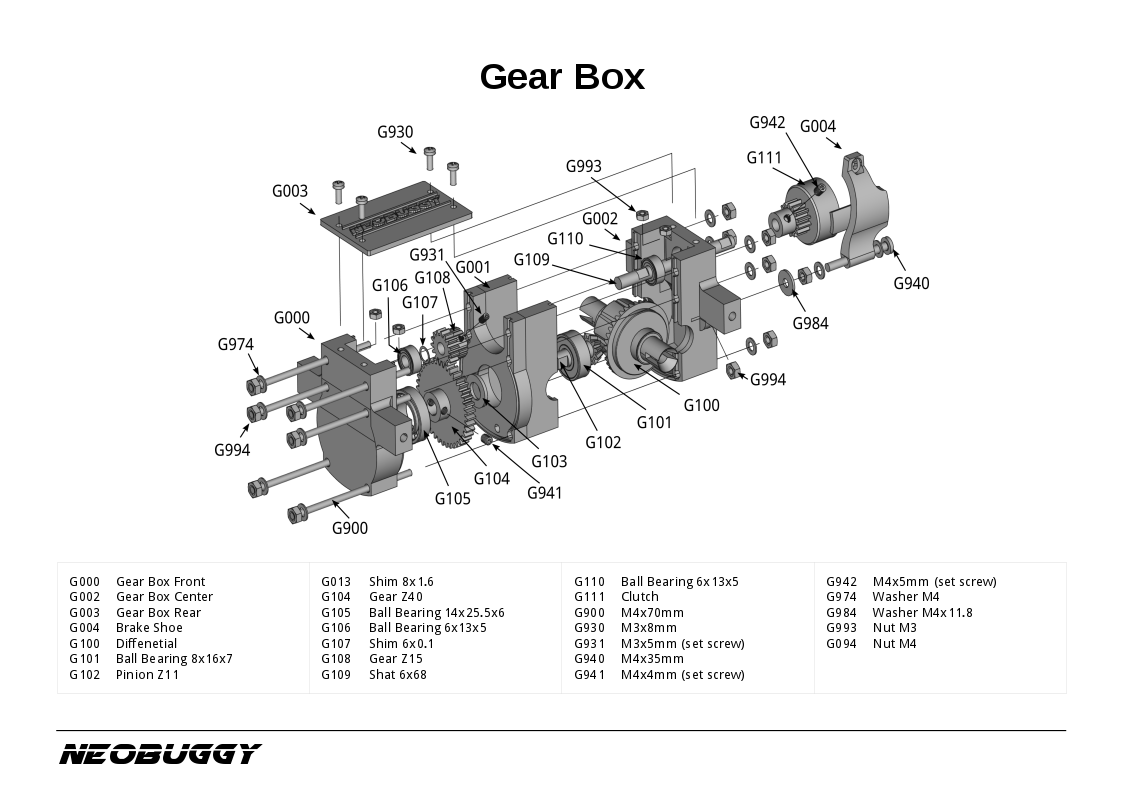 Gear Box
G942
G004
G930
G111
G993
G003
G002
G110
G931
G001
G109
G108
G106
G107
G940
G000
G984
G974
G994
G100
G101
G994
G102
G103
G104
G941
G105
G900
G000 Gear Box Front
G002 Gear Box Center
G003 Gear Box Rear
G004 Brake Shoe
G100 Diffenetial
G101 Ball Bearing 8x16x7
G102 Pinion Z11
G013 Shim 8x1.6
G104 Gear Z40
G105 Ball Bearing 14x25.5x6
G106 Ball Bearing 6x13x5
G107 Shim 6x0.1
G108 Gear Z15
G109 Shat 6x68
G110 Ball Bearing 6x13x5
G111 Clutch
G900 M4x70mm
G930 M3x8mm
G931 M3x5mm (set screw)
G940 M4x35mm
G941 M4x4mm (set screw)
G942 M4x5mm (set screw)
G974 Washer M4
G984 Washer M4x11.8
G993 Nut M3
G094 Nut M4
NEOBUGGY